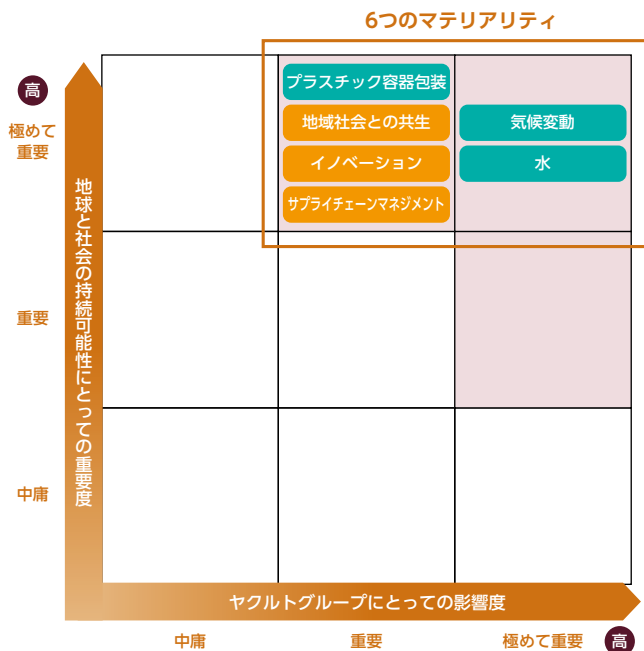 6つのマテリアリティ
高
極めて
重要
重要
中庸
地球と社会の持続可能性にとっての重要度
プラスチック容器包装
地域社会との共生
イノベーション
サプライチェーンマネジメント
気候変動
水
ヤクルトグループにとっての影響度
中庸
重要
極めて重要
高